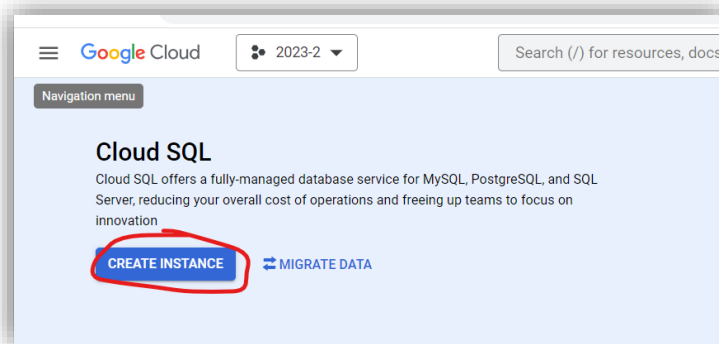 Google Cloud
2023-2
Search (/) for resources, docs
Navigation menu
Cloud SQL
Cloud SQL offers a fully-managed database service for MySQL, PostgreSQL, and SQL
Server, reducing your overall cost of operations and freeing up teams to focus on
innovation
CREATE INSTANCE
MIGRATE DATA